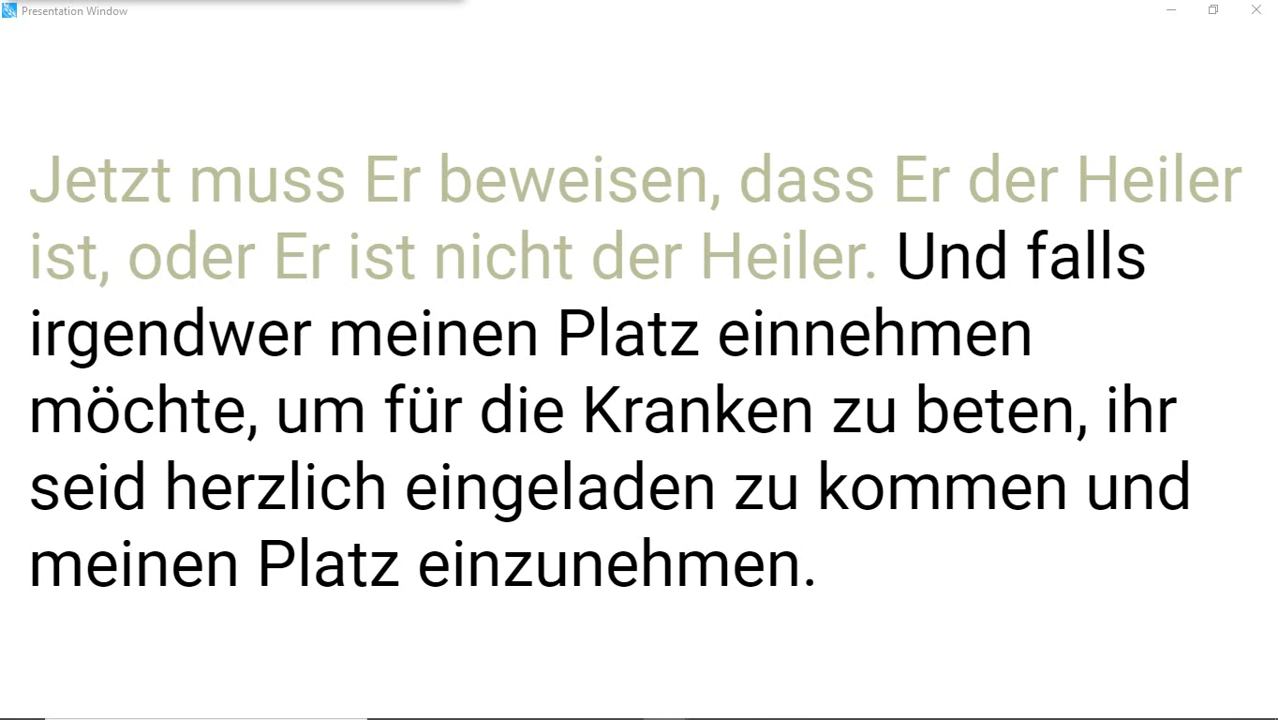 Presentation Window
Jetzt muss Er beweisen, dass Er der Heiler
ist, oder Er ist nicht der Heiler. Und falls
irgendwer meinen Platz einnehmen
möchte, um für die Kranken zu beten, ihr
seid herzlich eingeladen zu kommen und
meinen Platz einzunehmen.